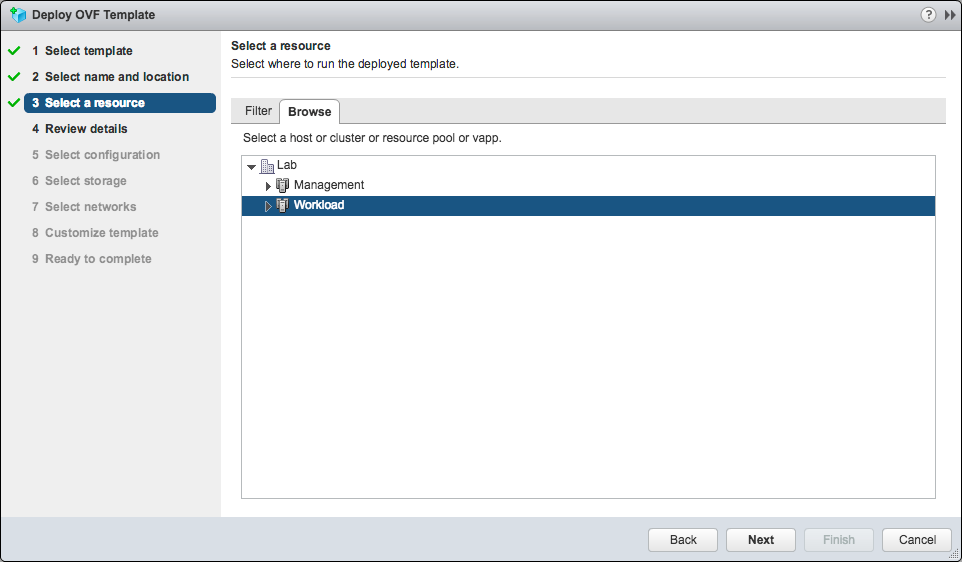 Deploy OVF Template
?
1 Select template
2 Select name and location
3 Select a resource
4 Review details
5 Select configuration
6 Select storage
7 Select networks
8 Customize template
9 Ready to complete
Select a resource
Select where to run the deployed template.
Filter Browse
Select a host or cluster or resource pool or vapp.
Lab
Management
Workload
Back Next Finish Cancel